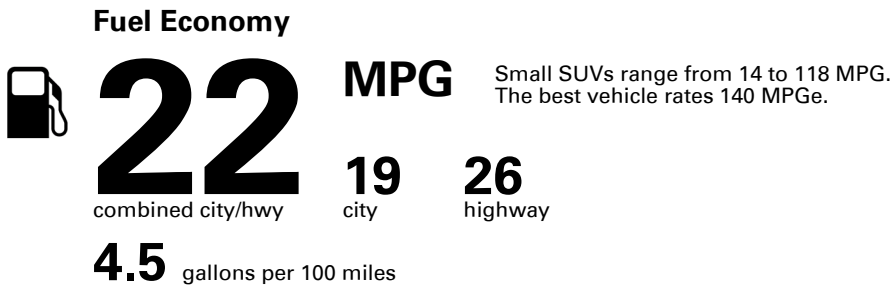 Fuel Economy
22 MPG
Small SUVs range from 14 to 118 MPG.
The best vehicle rates 140 MPGe.
19 26
combined city/hwy city highway
4.5 gallons per 100 miles